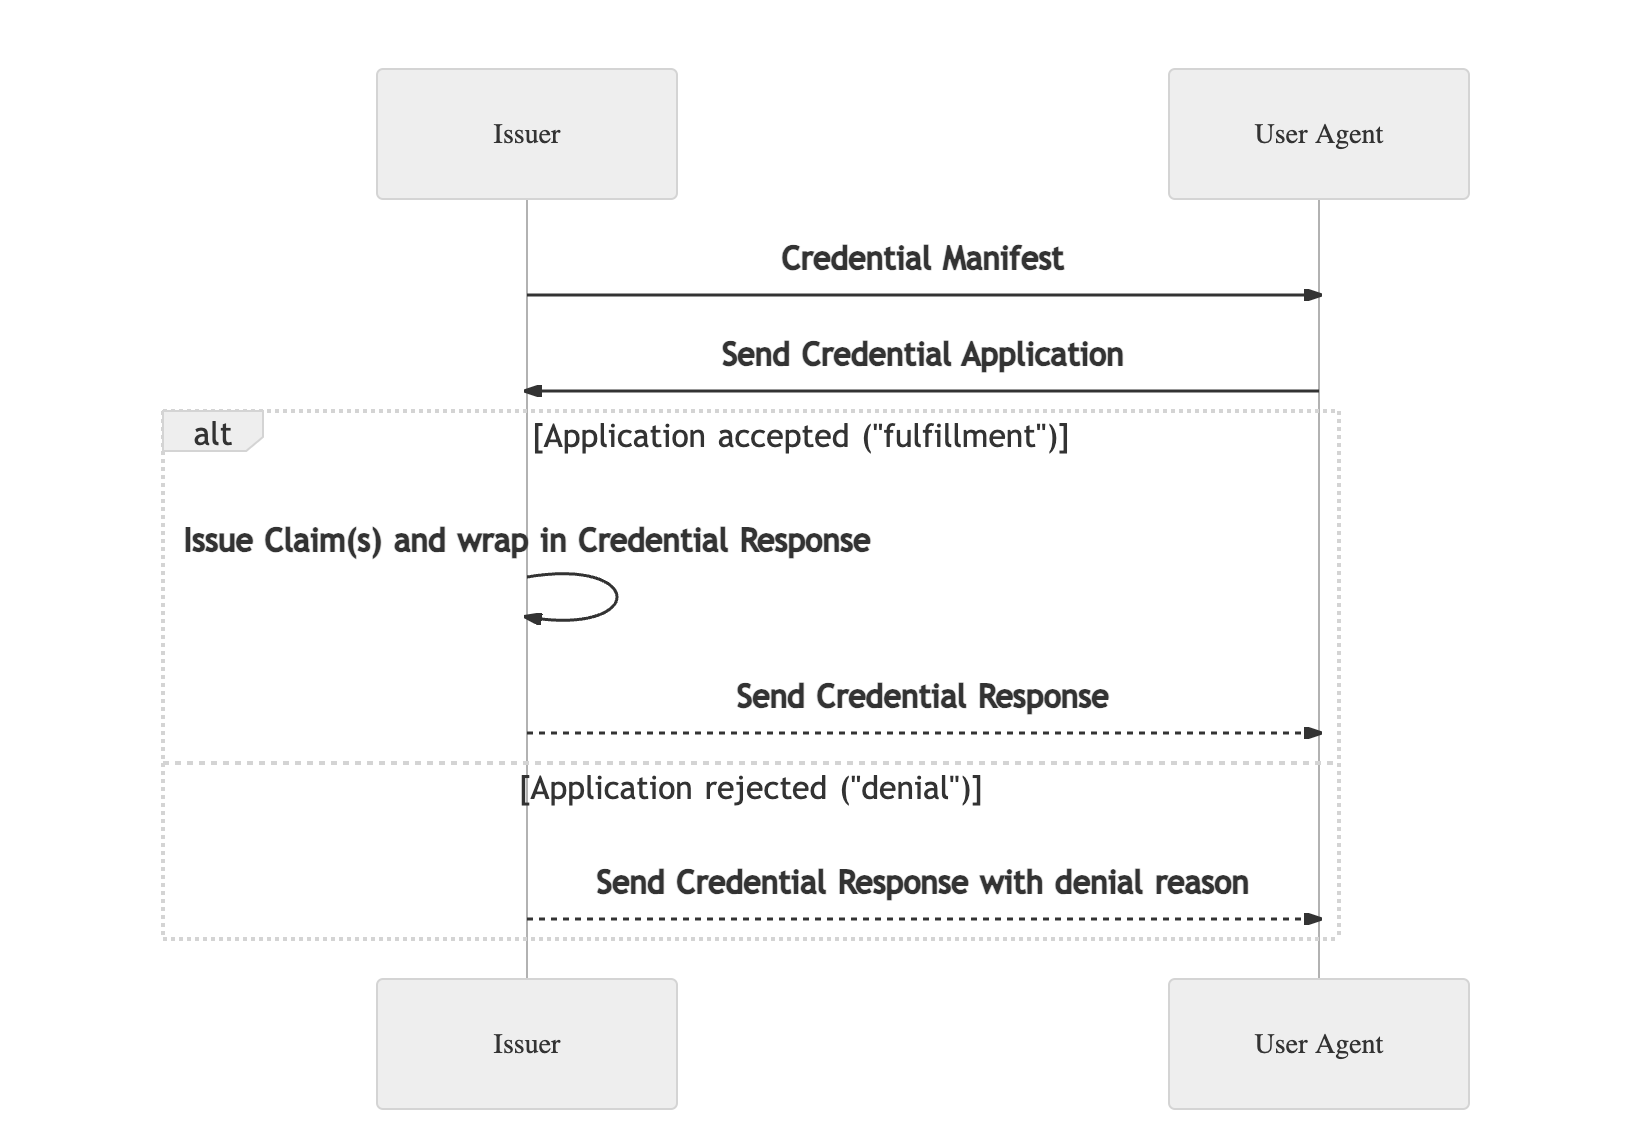 Issuer
User Agent
Credential Manifest
Send Credential Application
alt
[Application accepted ("fulfillment")]
Issue Claim(s) and wrap in Credential Response
Send Credential Response
[Application rejected ("denial")]
Send Credential Response with denial reason
Issuer
User Agent